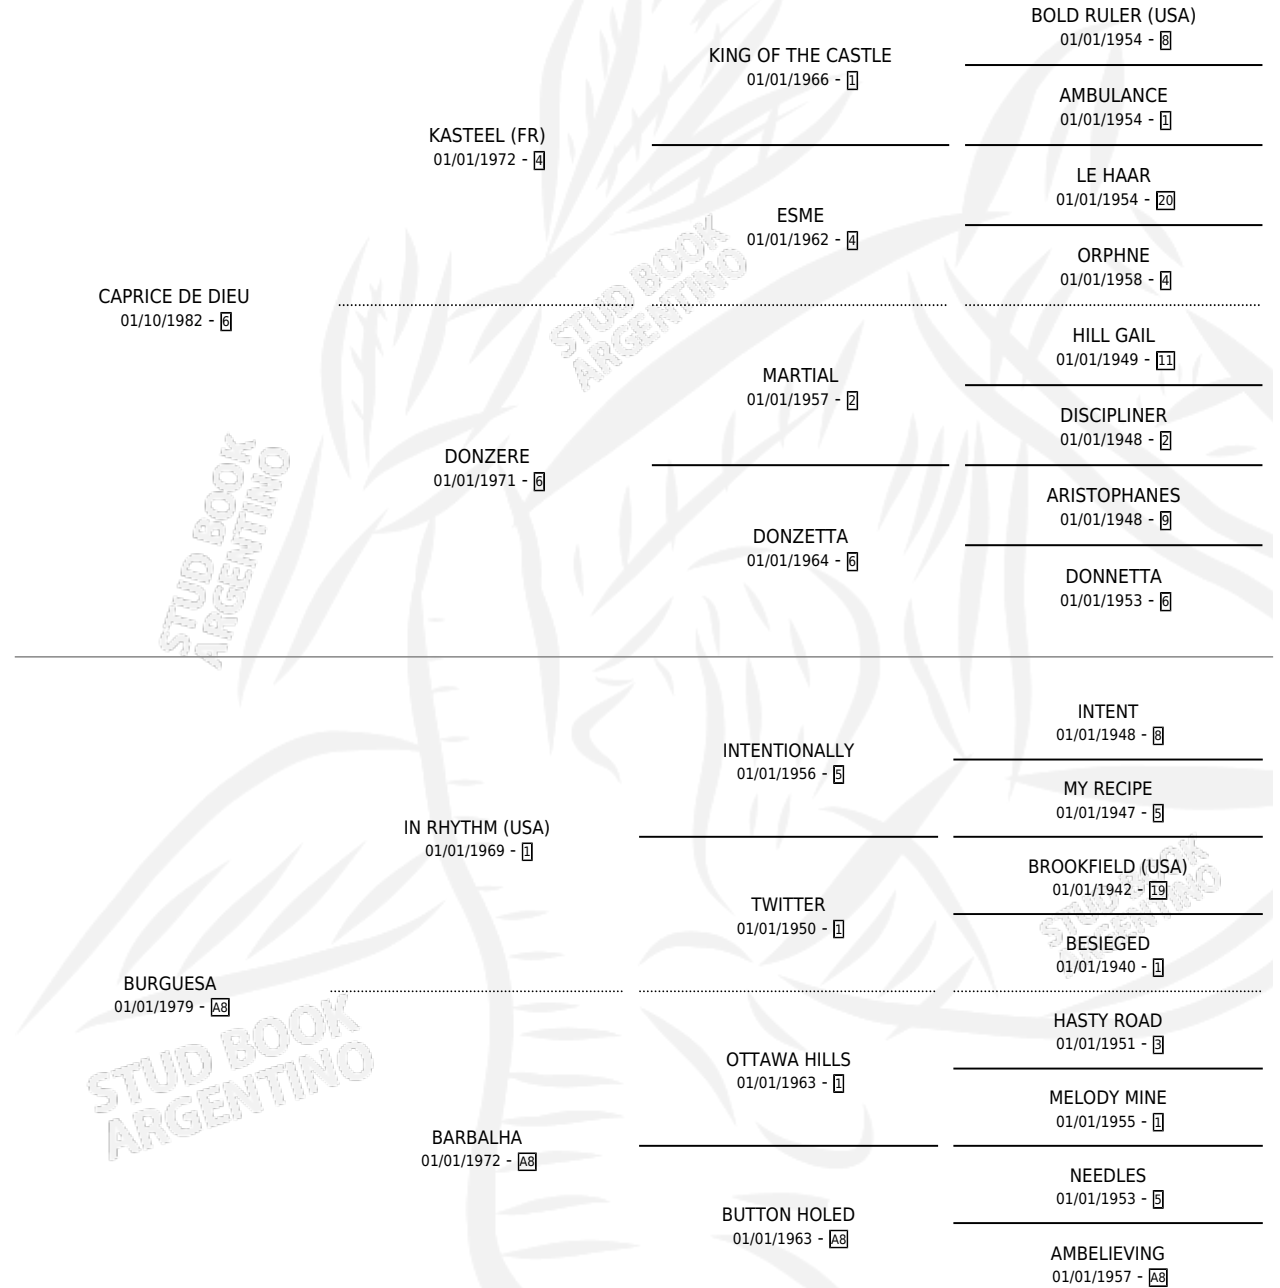 BOLD RULER (USA)
01/01/1954 - 8
KING OF THE CASTLE
01/01/1966 - 1
AMBULANCE
01/01/1954 - 1
KASTEEL (FR)
01/01/1972 - 4
LE HAAR
01/01/1954 - 20
ESME
01/01/1962 - 4
ORPHNE
01/01/1958 - 4
CAPRICE DE DIEU
01/10/1982 - 6
HILL GAIL
01/01/1949 - 11
MARTIAL
01/01/1957 - 2
DISCIPLINER
01/01/1948 - 2
DONZERE
01/01/1971 - 6
ARISTOPHANES
01/01/1948 - 9
DONZETTA
01/01/1964 - 6
DONNETTA
01/01/1953 - 6
STUD BOOK
ARGENTINO
STUD BOOK
ARGENTINO
INTENT
01/01/1948 - 8
INTENTIONALLY
01/01/1956 - 5
MY RECIPE
01/01/1947 - 5
IN RHYTHM (USA)
01/01/1969 - 1
BROOKFIELD (USA)
01/01/1942 - 19
TWITTER
01/01/1950 - 1
BESIEGED
01/01/1940 - 1
STUD BOOK
ARGENTINO
BURGUESA
01/01/1979 - A8
HASTY ROAD
01/01/1951 - 3
OTTAWA HILLS
01/01/1963 - 1
MELODY MINE
01/01/1955 - 1
STUD BOOK
ARGENTINO
BARBALHA
01/01/1972 - A8
NEEDLES
01/01/1953 - 5
BUTTON HOLED
01/01/1963 - A8
AMBELIEVING
01/01/1957 - A8